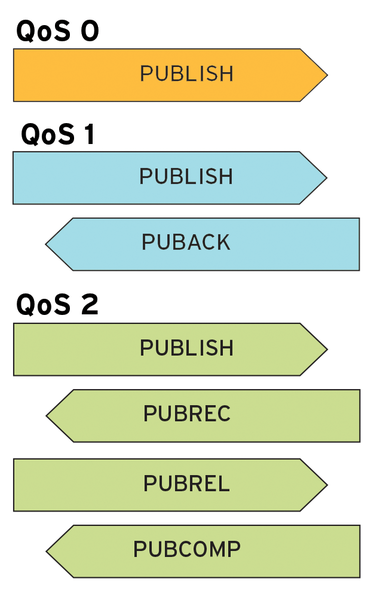 QoS 0
PUBLISH
QoS 1
PUBLISH
PUBACK
QoS 2
PUBLISH
PUBREC
PUBREL
PUBCOMP